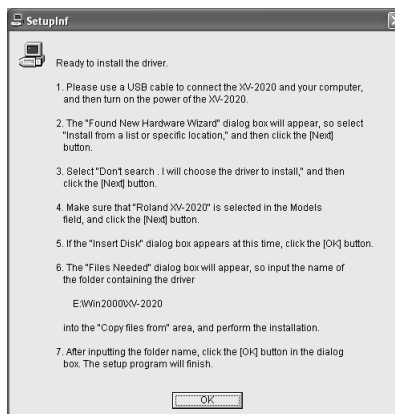 SetupInf
Ready to install the driver.
1. Please use a USB cable to connect the XV-2020 and your computer,
and then turn on the power of the XV-2020.
2. The "Found New Hardware Wizard" dialog box will appear, so select
"Install from a list or specific location," and then click the [Next]
button.
3. Select "Don't search . I will choose the driver to install," and then
click the [Next] button.
4. Make sure that "Roland XV-2020" is selected in the Models
field, and click the [Next] button.
5. If the "Insert Disk" dialog box appears at this time, click the [OK] button.
6. The "Files Needed" dialog box will appear, so input the name of
the folder containing the driver
E:\Win2000\XV-2020
into the "Copy files from" area, and perform the installation.
7. After inputting the folder name, click the [OK] button in the dialog
box. The setup program will finish.
OK